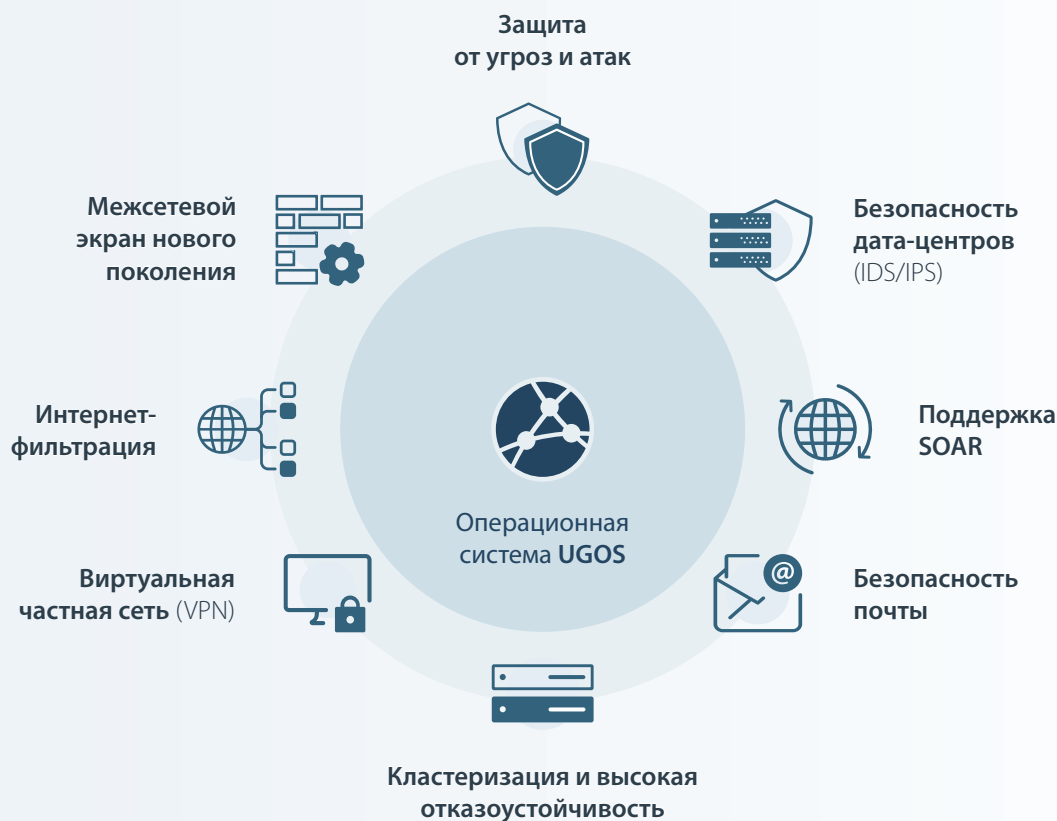 Защита
от угроз и атак
Межсетевой
экран нового
поколения
Безопасность
дата-центров
(IDS/IPS)
Интернет-
фильтрация
Поддержка
SOAR
Операционная
система UGOS
Виртуальная
частная сеть (VPN)
@
Безопасность
почты
Кластеризация и высокая
отказоустойчивость